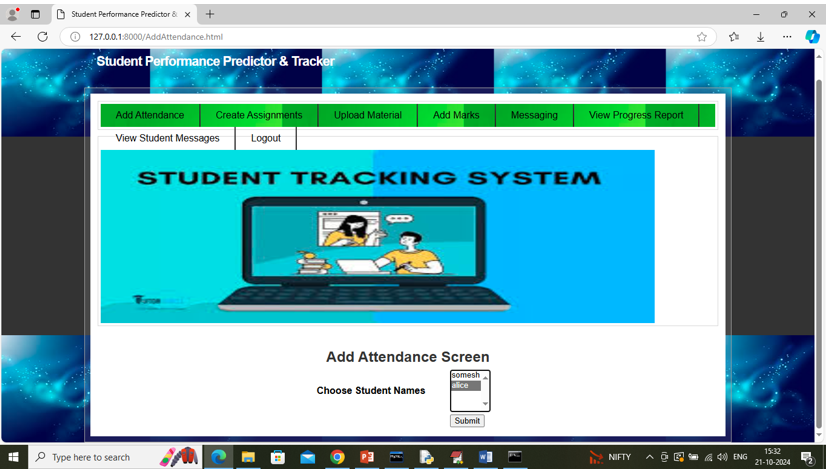 Student Performance Predictor &
127.0.0.1:8000/AddAttendance.html
Student Performance Predictor & Tracker
Add Attendance Create Assignments Upload Material Add Marks Messaging View Progress Report
View Student Messages Logout
STUDENT TRACKING SYSTEM
Add Attendance Screen
Choose Student Names
somesh
alice
Submit
Type here to search
NIFTY
ENG
15:32
21-10-2024
2